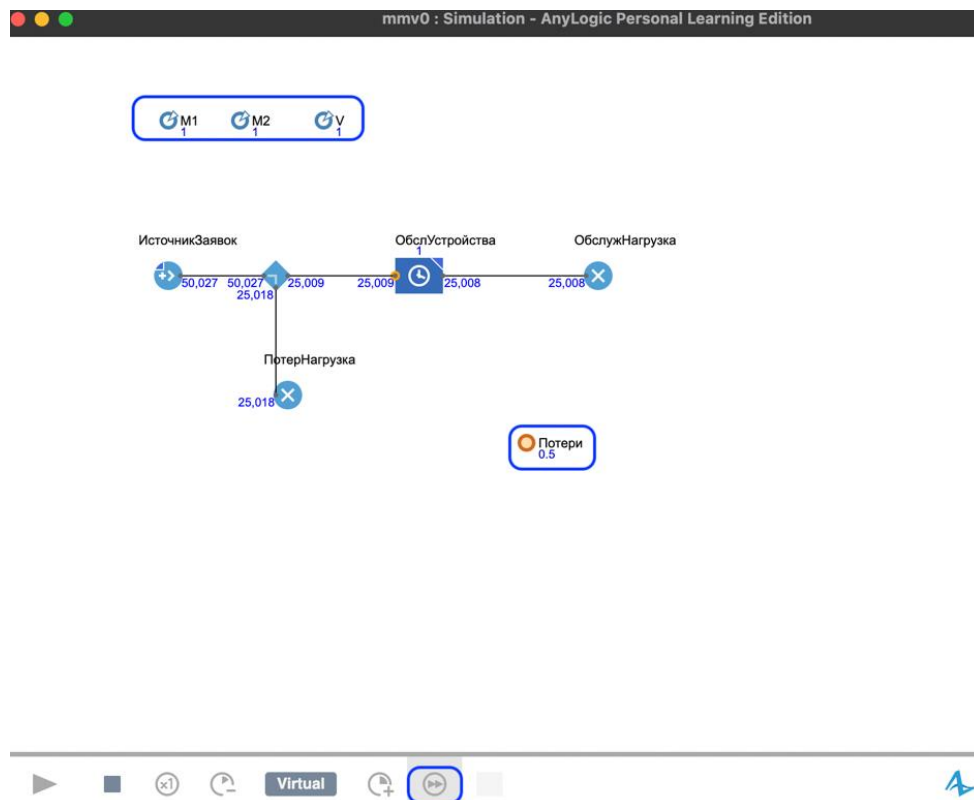 mmv0 : Simulation - AnyLogic Personal Learning Edition
M1 M2 V
1 1 1
ИсточникЗаявок ОбслУстройства ОбслужНагрузка
1
50,027 50,027 25,009 25,009 25,008 25,008
25,018
ПотерНагрузка
25,018
Потери
0.5
x1 Virtual